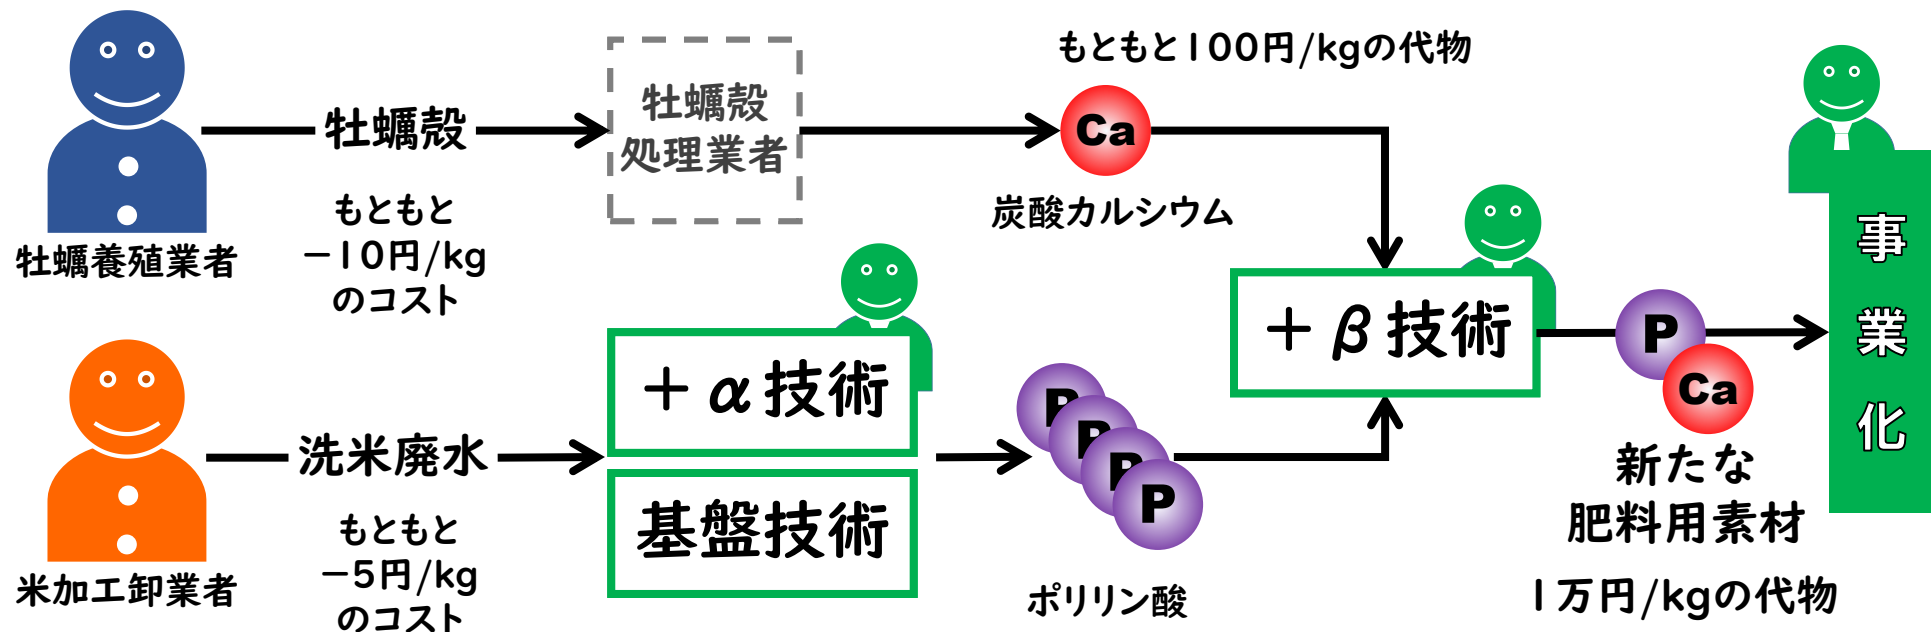 牡蠣養殖業者
牡蠣殻
もともと
－10円/kg
のコスト
牡蠣殻
処理業者
もともと100円/kgの代物
Ca
炭酸カルシウム
米加工卸業者
洗米廃水
もともと
－5円/kg
のコスト
＋α技術
基盤技術
P
P
P
P
ポリリン酸
＋β技術
P
Ca
新たな
肥料用素材
1万円/kgの代物
事
業
化